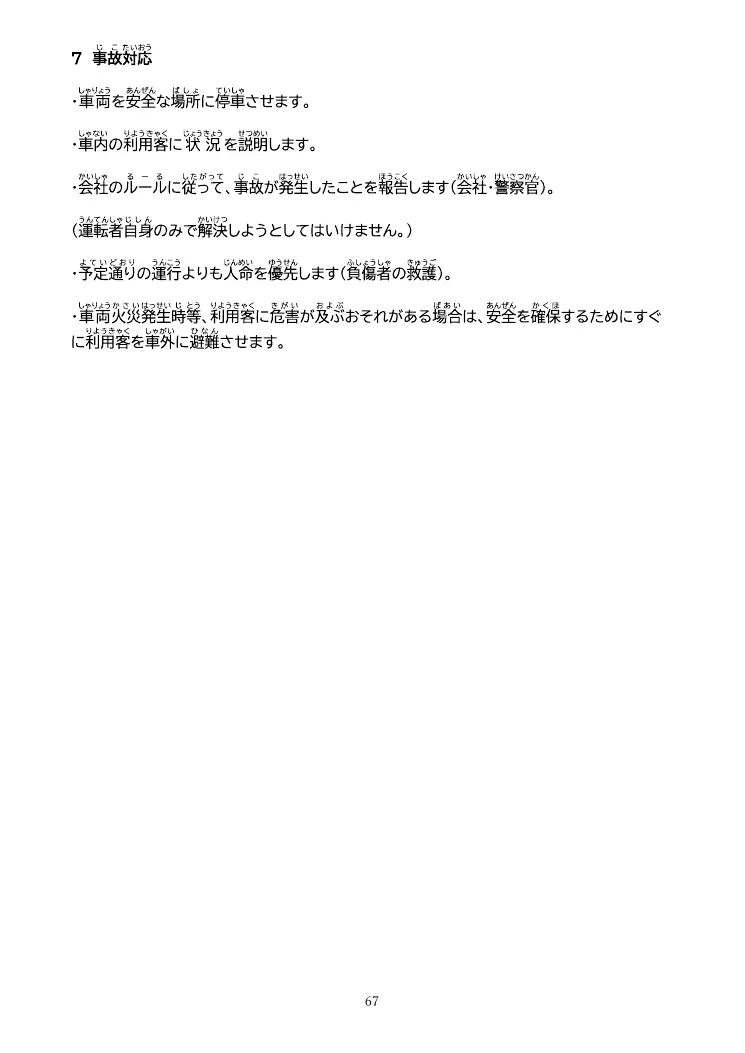 7 事故対応
・車両を安全な場所に停車させます。
・車内の利用客に状況を説明します。
・会社のルールに従って、事故が発生したことを報告します（会社・警察官）。
（運転者自身のみで解決しようとしてはいけません。）
・予定通りの運行よりも人命を優先します（負傷者の救護）。
・車両火災発生時等、利用客に危害が及ぶおそれがある場合は、安全を確保するためにすぐ
に利用客を車外に避難させます。
67